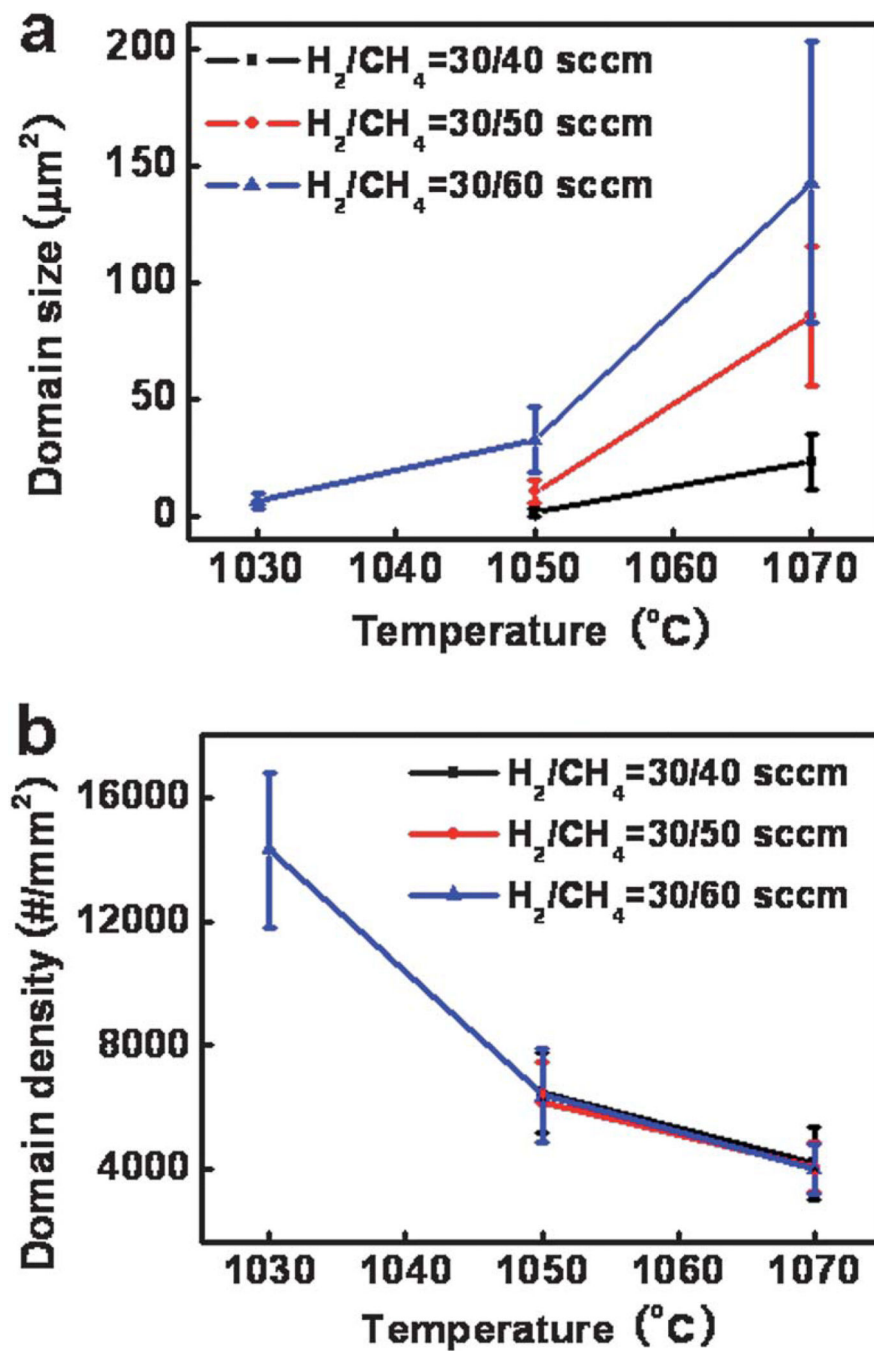 a
200
150
100
50
0
Domain size (μm²)
H₂/CH₄=30/40 sccm
H₂/CH₄=30/50 sccm
H₂/CH₄=30/60 sccm
1030 1040 1050 1060 1070
Temperature (°C)
b
16000
12000
8000
4000
Domain density (#/mm²)
H₂/CH₄=30/40 sccm
H₂/CH₄=30/50 sccm
H₂/CH₄=30/60 sccm
1030 1040 1050 1060 1070
Temperature (°C)